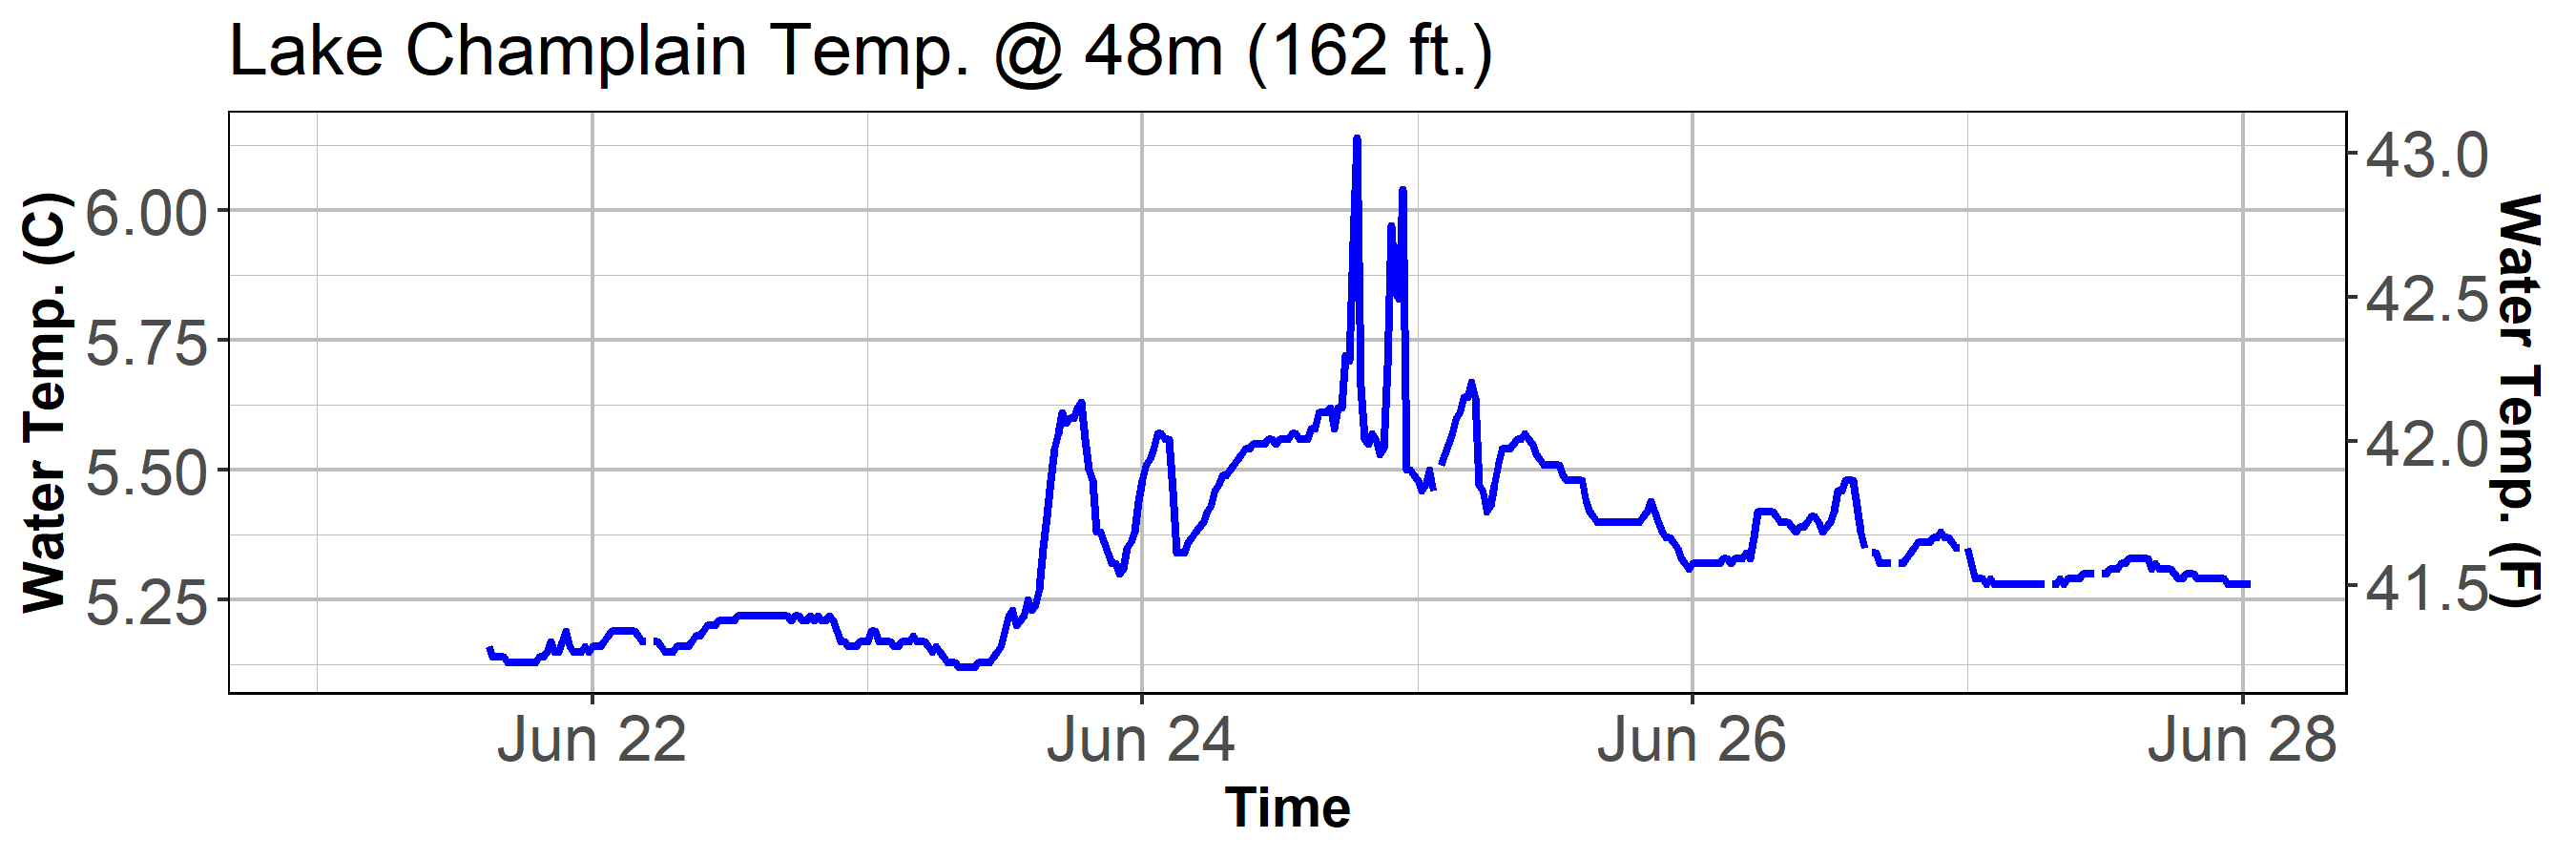 Lake Champlain Temp. @ 48m (162 ft.)
Water Temp. (C)
6.00
5.75
5.50
5.25
43.0
42.5
42.0
41.5
Water Temp. (F)
Jun 22
Jun 24
Jun 26
Jun 28
Time